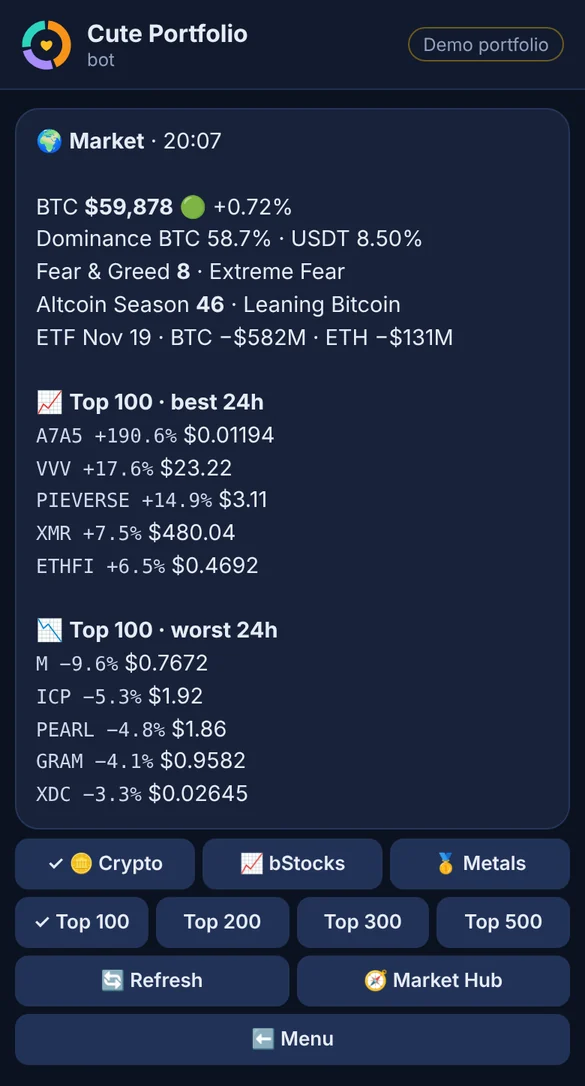 Cute Portfolio
bot
Demo portfolio
🌍 Market · 20:07
BTC $59,878 🟢 +0.72%
Dominance BTC 58.7% · USDT 8.50%
Fear & Greed 8 · Extreme Fear
Altcoin Season 46 · Leaning Bitcoin
ETF Nov 19 · BTC −$582M · ETH −$131M
📈 Top 100 · best 24h
A7A5 +190.6% $0.01194
VVV +17.6% $23.22
PIEVERSE +14.9% $3.11
XMR +7.5% $480.04
ETHFI +6.5% $0.4692
📉 Top 100 · worst 24h
M −9.6% $0.7672
ICP −5.3% $1.92
PEARL −4.8% $1.86
GRAM −4.1% $0.9582
XDC −3.3% $0.02645
✓ 🪙 Crypto
📈 bStocks
🥇 Metals
✓ Top 100
Top 200
Top 300
Top 500
🔄 Refresh
🧭 Market Hub
⬅️ Menu